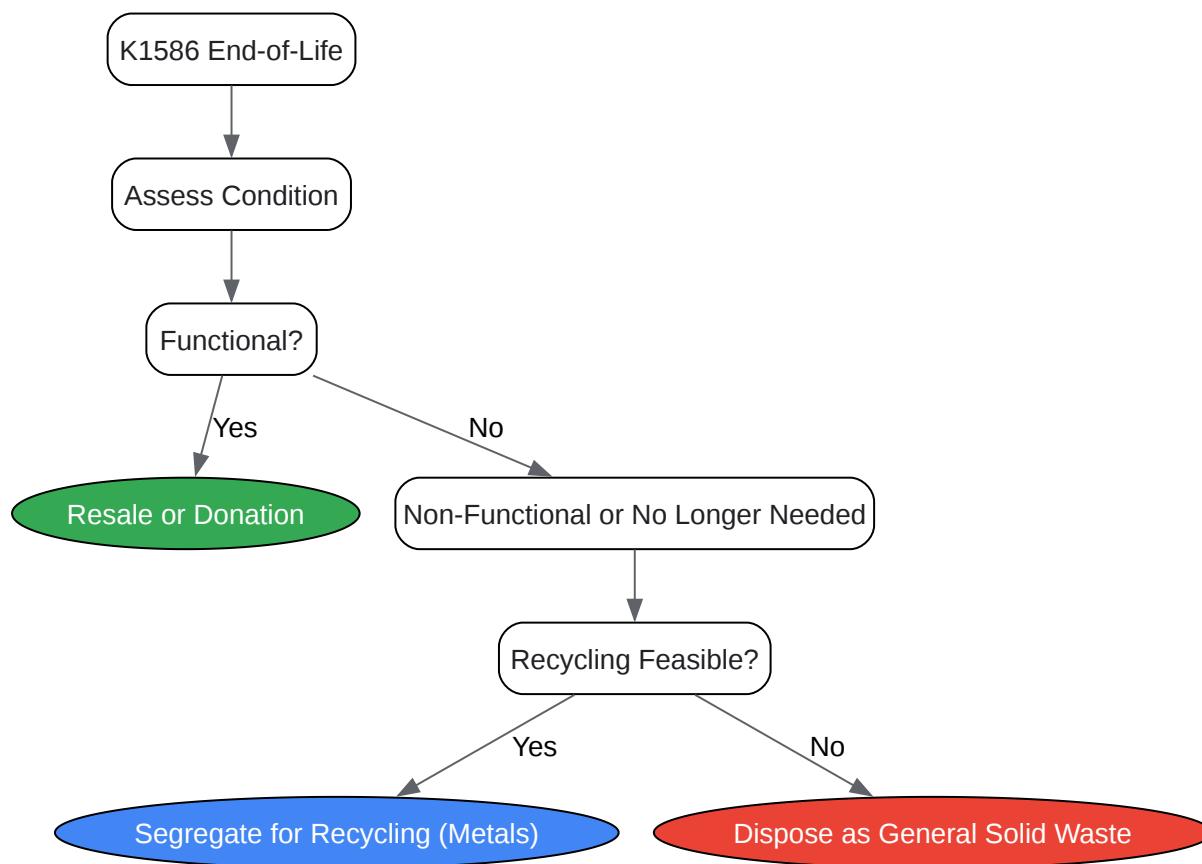 K1586 End-of-Life
Assess Condition
Functional?
Yes
No
Resale or Donation
Non-Functional or No Longer Needed
Recycling Feasible?
Yes
No
Segregate for Recycling (Metals)
Dispose as General Solid Waste